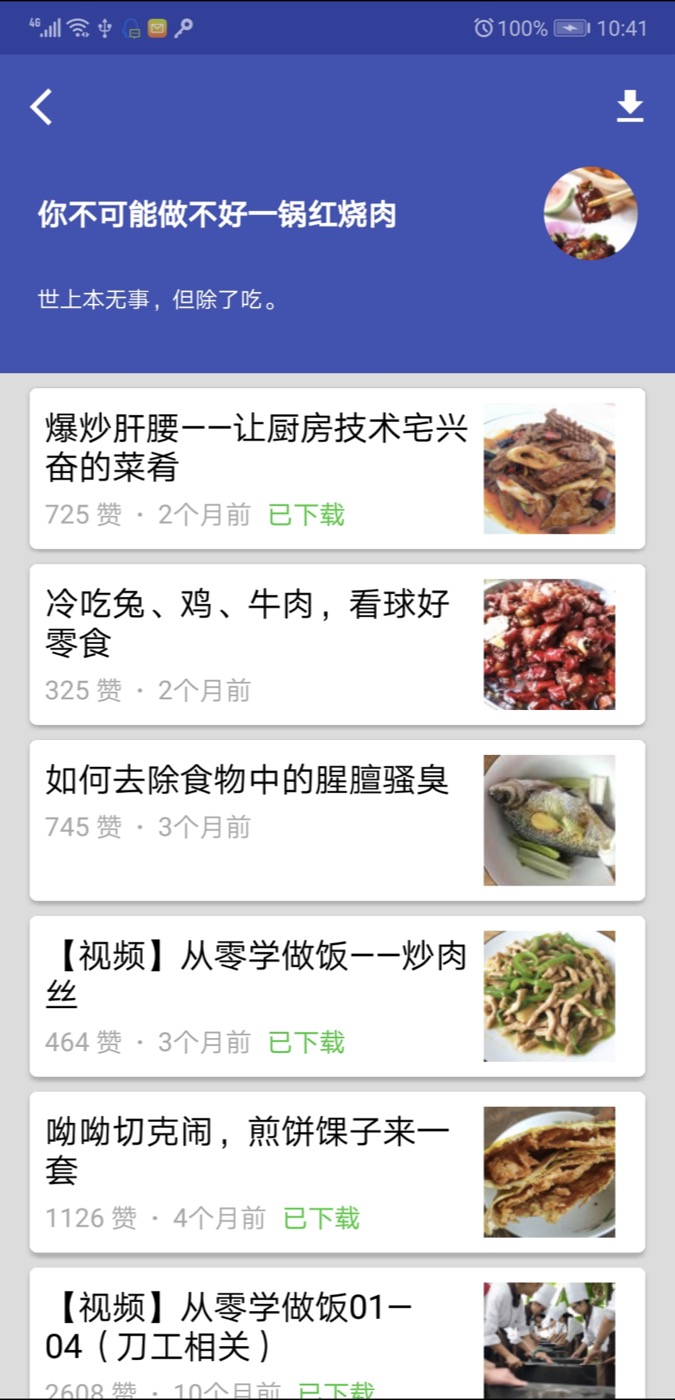 4G 100% 10:41
你不可能做不好一锅红烧肉
世上本无事，但除了吃。
爆炒肝腰——让厨房技术宅兴
奋的菜肴
725 赞 · 2个月前 已下载
冷吃兔、鸡、牛肉，看球好
零食
325 赞 · 2个月前
如何去除食物中的腥膻骚臭
745 赞 · 3个月前
【视频】从零学做饭——炒肉
丝
464 赞 · 3个月前 已下载
呦呦切克闹，煎饼馃子来一
套
1126 赞 · 4个月前 已下载
【视频】从零学做饭01—
04（刀工相关）
2608 赞 · 10个月前 已下载